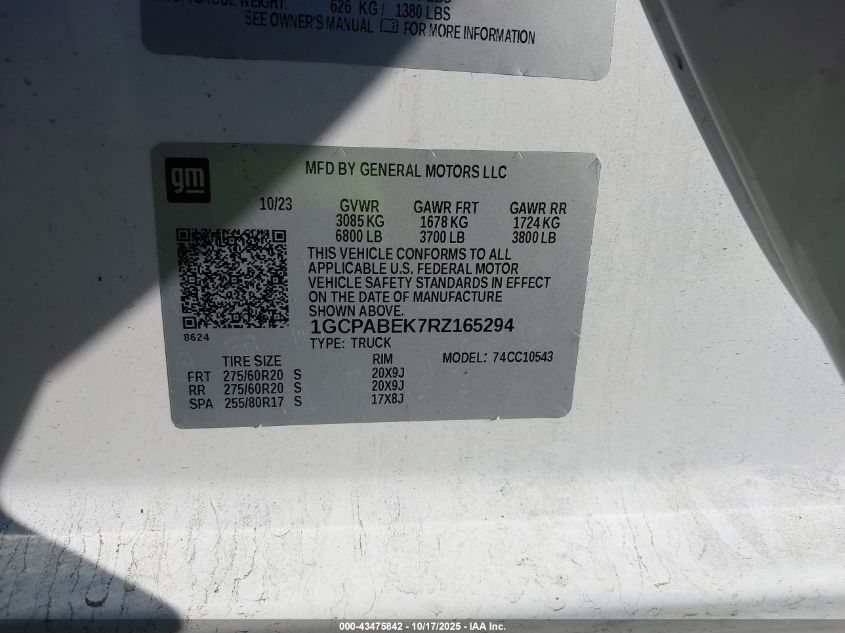 626 KG / 1380 LBS
SEE OWNER'S MANUAL FOR MORE INFORMATION
gm
MFD BY GENERAL MOTORS LLC
10/23 GVWR GAWR FRT GAWR RR
3085 KG 1678 KG 1724 KG
6800 LB 3700 LB 3800 LB
THIS VEHICLE CONFORMS TO ALL
APPLICABLE U.S. FEDERAL MOTOR
VEHICLE SAFETY STANDARDS IN EFFECT
ON THE DATE OF MANUFACTURE
SHOWN ABOVE.
1GCPABEK7RZ165294
8624
TYPE: TRUCK
TIRE SIZE RIM MODEL: 74CC10543
FRT 275/60R20 S 20X9J
RR 275/60R20 S 20X9J
SPA 255/80R17 S 17X8J
000-43475842 - 10/17/2025 - IAA Inc.